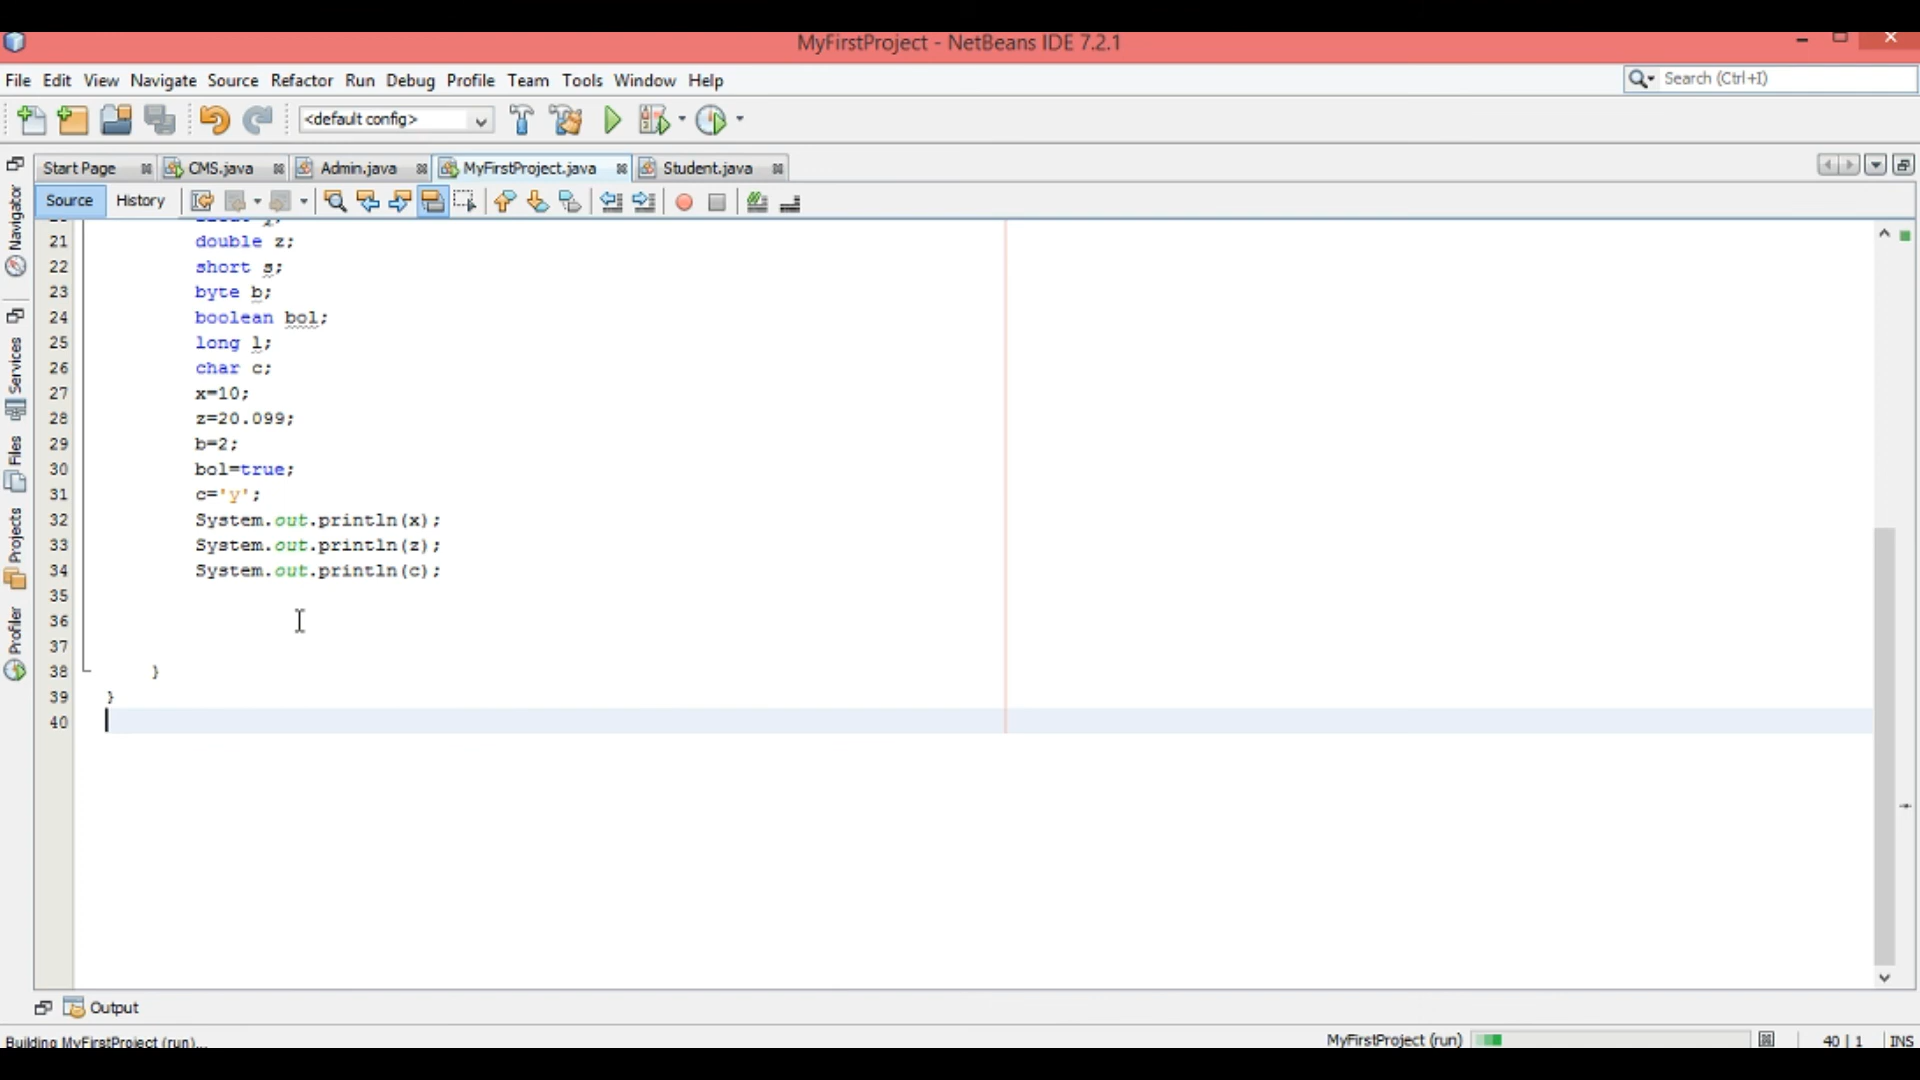 MyFirstProject - NetBeans IDE 7.2.1
File Edit View Navigate Source Refactor Run Debug Profile Team Tools Window Help
Search (Ctrl+I)
<default config>
Start Page CMS.java Admin.java MyFirstProject.java Student.java
Source History
Navigator
Services
Files
Projects
Profiler
21 double z;
22 short s;
23 byte b;
24 boolean bol;
25 long l;
26 char c;
27 x=10;
28 z=20.099;
29 b=2;
30 bol=true;
31 c='y';
32 System.out.println(x);
33 System.out.println(z);
34 System.out.println(c);
35
36
37
38 }
39 }
40
Output
Building MyFirstProject (run)...
MyFirstProject (run)
40 | 1 INS